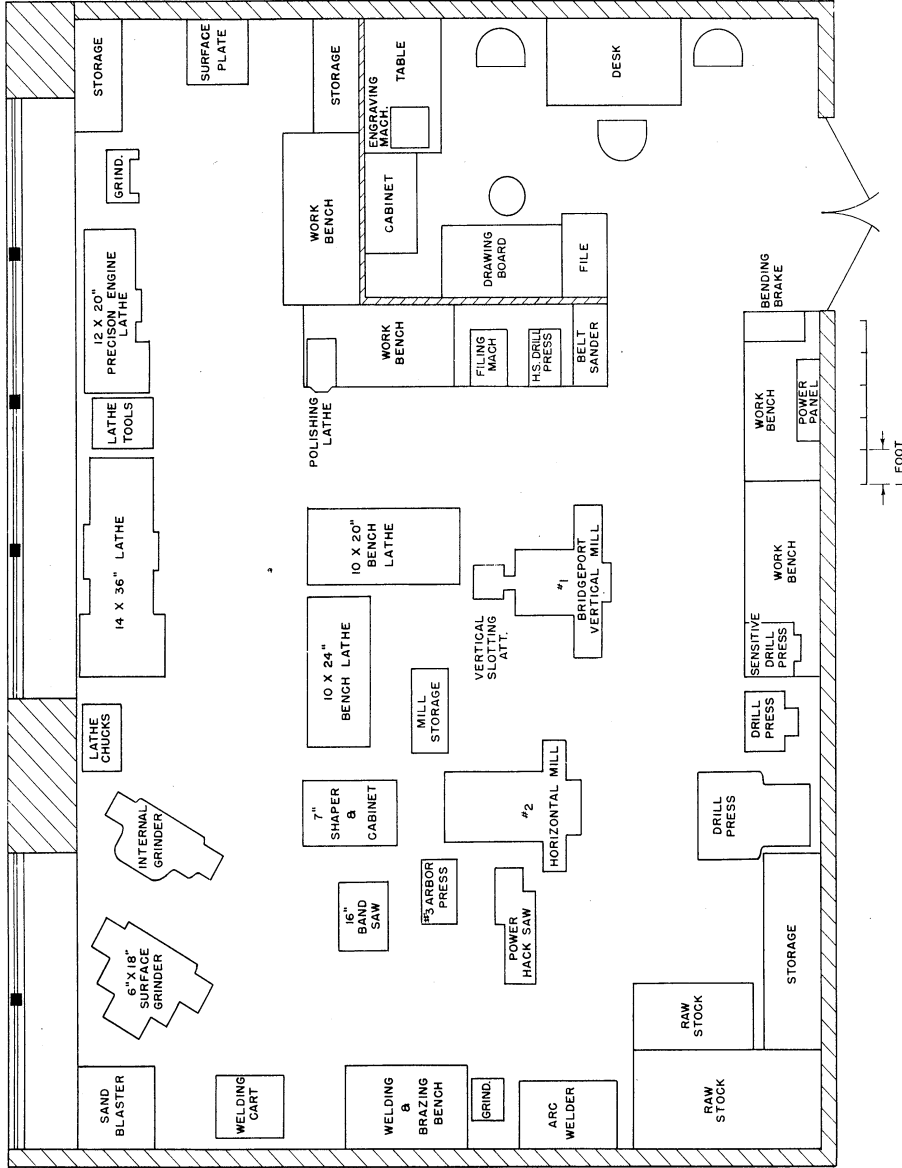 SAND
BLASTER
6"X18"
SURFACE
GRINDER
INTERNAL
GRINDER
LATHE
CHUCKS
14 X 36" LATHE
LATHE
TOOLS
12 X 20"
PRECISON ENGINE
LATHE
GRIND.
STORAGE
WELDING
CART
SURFACE
PLATE
WELDING
&
BRAZING
BENCH
16"
BAND
SAW
7"
SHAPER
&
CABINET
10 X 24"
BENCH LATHE
10 X 20"
BENCH
LATHE
POLISHING
LATHE
WORK
BENCH
WORK
BENCH
STORAGE
ENGRAVING
MACH.
TABLE
CABINET
GRIND.
#3 ARBOR
PRESS
MILL
STORAGE
VERTICAL
SLOTTING
ATT.
FILING
MACH
H.S. DRILL
PRESS
BELT
SANDER
DRAWING
BOARD
FILE
DESK
ARC
WELDER
POWER
HACK SAW
#2
HORIZONTAL MILL
#1
BRIDGEPORT
VERTICAL MILL
RAW
STOCK
RAW
STOCK
STORAGE
DRILL
PRESS
DRILL
PRESS
SENSITIVE
DRILL
PRESS
WORK
BENCH
WORK
BENCH
POWER
PANEL
BENDING
BRAKE
1 FOOT